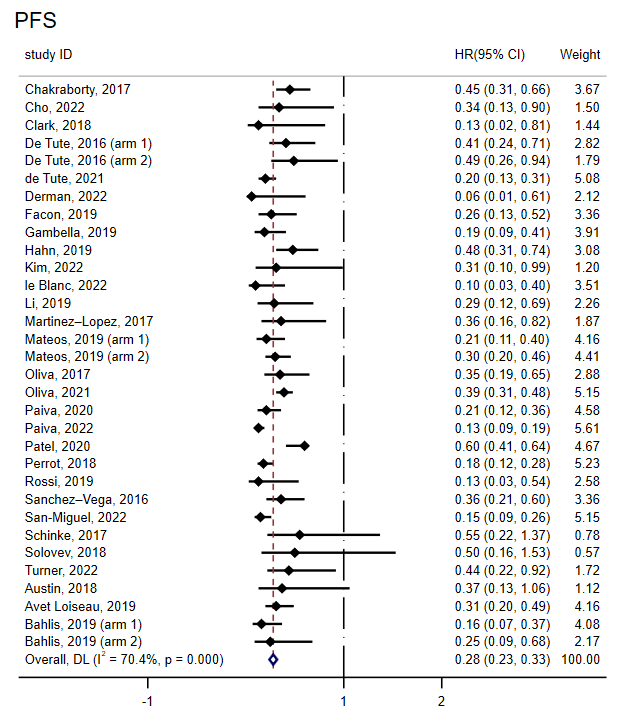 PFS
study ID HR(95% CI) Weight
Chakraborty, 2017 0.45 (0.31, 0.66) 3.67
Cho, 2022 0.34 (0.13, 0.90) 1.50
Clark, 2018 0.13 (0.02, 0.81) 1.44
De Tute, 2016 (arm 1) 0.41 (0.24, 0.71) 2.82
De Tute, 2016 (arm 2) 0.49 (0.26, 0.94) 1.79
de Tute, 2021 0.20 (0.13, 0.31) 5.08
Derman, 2022 0.06 (0.01, 0.61) 2.12
Facon, 2019 0.26 (0.13, 0.52) 3.36
Gambella, 2019 0.19 (0.09, 0.41) 3.91
Hahn, 2019 0.48 (0.31, 0.74) 3.08
Kim, 2022 0.31 (0.10, 0.99) 1.20
le Blanc, 2022 0.10 (0.03, 0.40) 3.51
Li, 2019 0.29 (0.12, 0.69) 2.26
Martinez–Lopez, 2017 0.36 (0.16, 0.82) 1.87
Mateos, 2019 (arm 1) 0.21 (0.11, 0.40) 4.16
Mateos, 2019 (arm 2) 0.30 (0.20, 0.46) 4.41
Oliva, 2017 0.35 (0.19, 0.65) 2.88
Oliva, 2021 0.39 (0.31, 0.48) 5.15
Paiva, 2020 0.21 (0.12, 0.36) 4.58
Paiva, 2022 0.13 (0.09, 0.19) 5.61
Patel, 2020 0.60 (0.41, 0.64) 4.67
Perrot, 2018 0.18 (0.12, 0.28) 5.23
Rossi, 2019 0.13 (0.03, 0.54) 2.58
Sanchez–Vega, 2016 0.36 (0.21, 0.60) 3.36
San-Miguel, 2022 0.15 (0.09, 0.26) 5.15
Schinke, 2017 0.55 (0.22, 1.37) 0.78
Solovev, 2018 0.50 (0.16, 1.53) 0.57
Turner, 2022 0.44 (0.22, 0.92) 1.72
Austin, 2018 0.37 (0.13, 1.06) 1.12
Avet Loiseau, 2019 0.31 (0.20, 0.49) 4.16
Bahlis, 2019 (arm 1) 0.16 (0.07, 0.37) 4.08
Bahlis, 2019 (arm 2) 0.25 (0.09, 0.68) 2.17
Overall, DL (I² = 70.4%, p = 0.000) 0.28 (0.23, 0.33) 100.00
-1 1 2